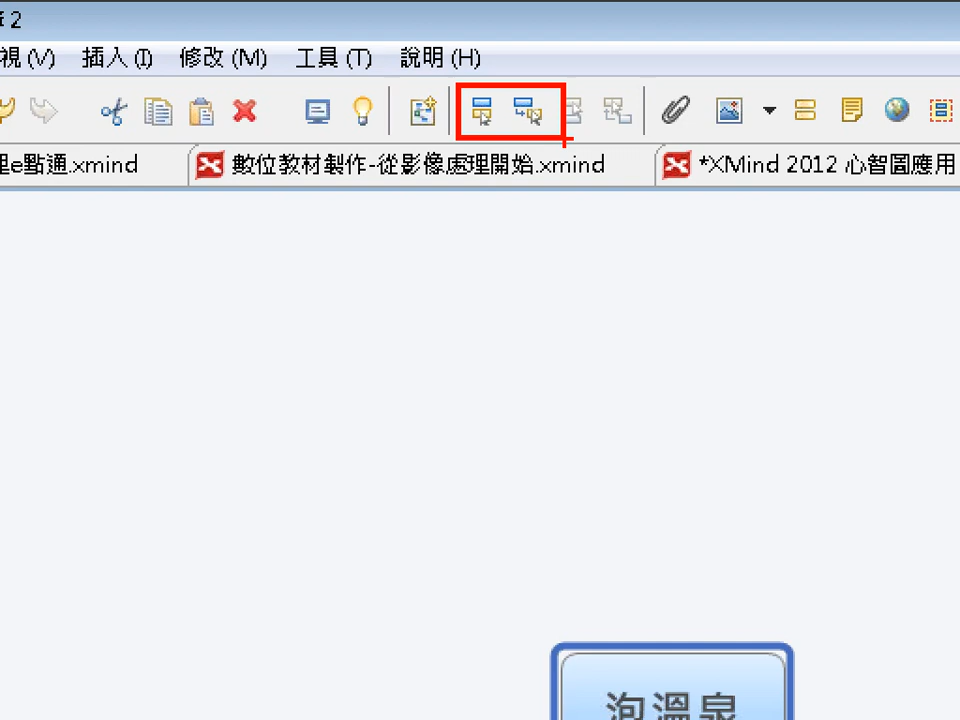 2
視(V) 插入(I) 修改(M) 工具(T) 說明(H)
e點通.xmind 數位教材製作-從影像處理開始.xmind *XMind 2012 心智圖應用
泡溫泉